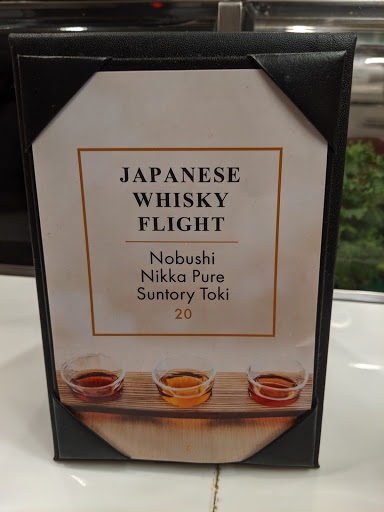 JAPANESE
WHISKY
FLIGHT
Nobushi
Nikka Pure
Suntory Toki
20